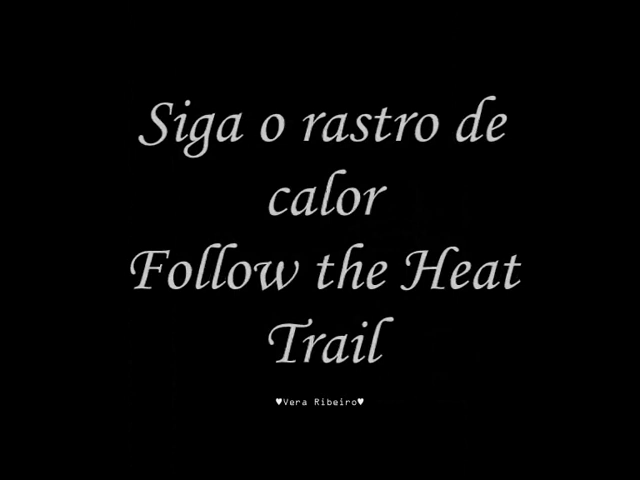 Siga o rastro de
calor
Follow the Heat
Trail
♥Vera Ribeiro♥